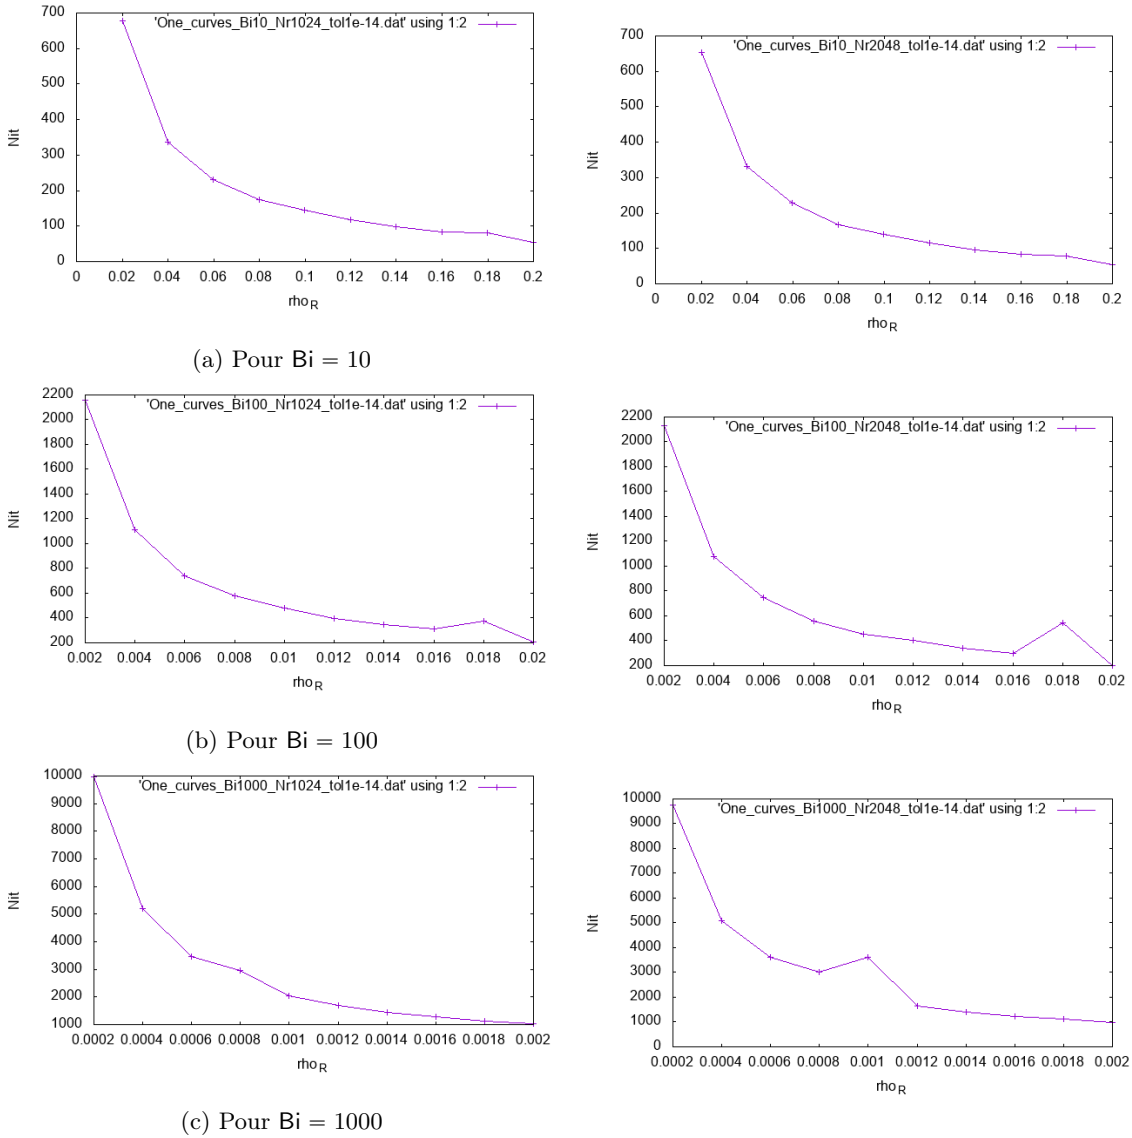 'One_curves_Bi10_Nr1024_tol1e-14.dat' using 1:2
700
600
500
400
300
200
100
0
Nit
0 0.02 0.04 0.06 0.08 0.1 0.12 0.14 0.16 0.18 0.2
rho_R
'One_curves_Bi10_Nr2048_tol1e-14.dat' using 1:2
700
600
500
400
300
200
100
0
Nit
0 0.02 0.04 0.06 0.08 0.1 0.12 0.14 0.16 0.18 0.2
rho_R
(a) Pour Bi = 10
'One_curves_Bi100_Nr1024_tol1e-14.dat' using 1:2
2200
2000
1800
1600
1400
1200
1000
800
600
400
200
Nit
0.002 0.004 0.006 0.008 0.01 0.012 0.014 0.016 0.018 0.02
rho_R
'One_curves_Bi100_Nr2048_tol1e-14.dat' using 1:2
2200
2000
1800
1600
1400
1200
1000
800
600
400
200
Nit
0.002 0.004 0.006 0.008 0.01 0.012 0.014 0.016 0.018 0.02
rho_R
(b) Pour Bi = 100
'One_curves_Bi1000_Nr1024_tol1e-14.dat' using 1:2
10000
9000
8000
7000
6000
5000
4000
3000
2000
1000
Nit
0.0002 0.0004 0.0006 0.0008 0.001 0.0012 0.0014 0.0016 0.0018 0.002
rho_R
'One_curves_Bi1000_Nr2048_tol1e-14.dat' using 1:2
10000
9000
8000
7000
6000
5000
4000
3000
2000
1000
0
Nit
0.0002 0.0004 0.0006 0.0008 0.001 0.0012 0.0014 0.0016 0.0018 0.002
rho_R
(c) Pour Bi = 1000